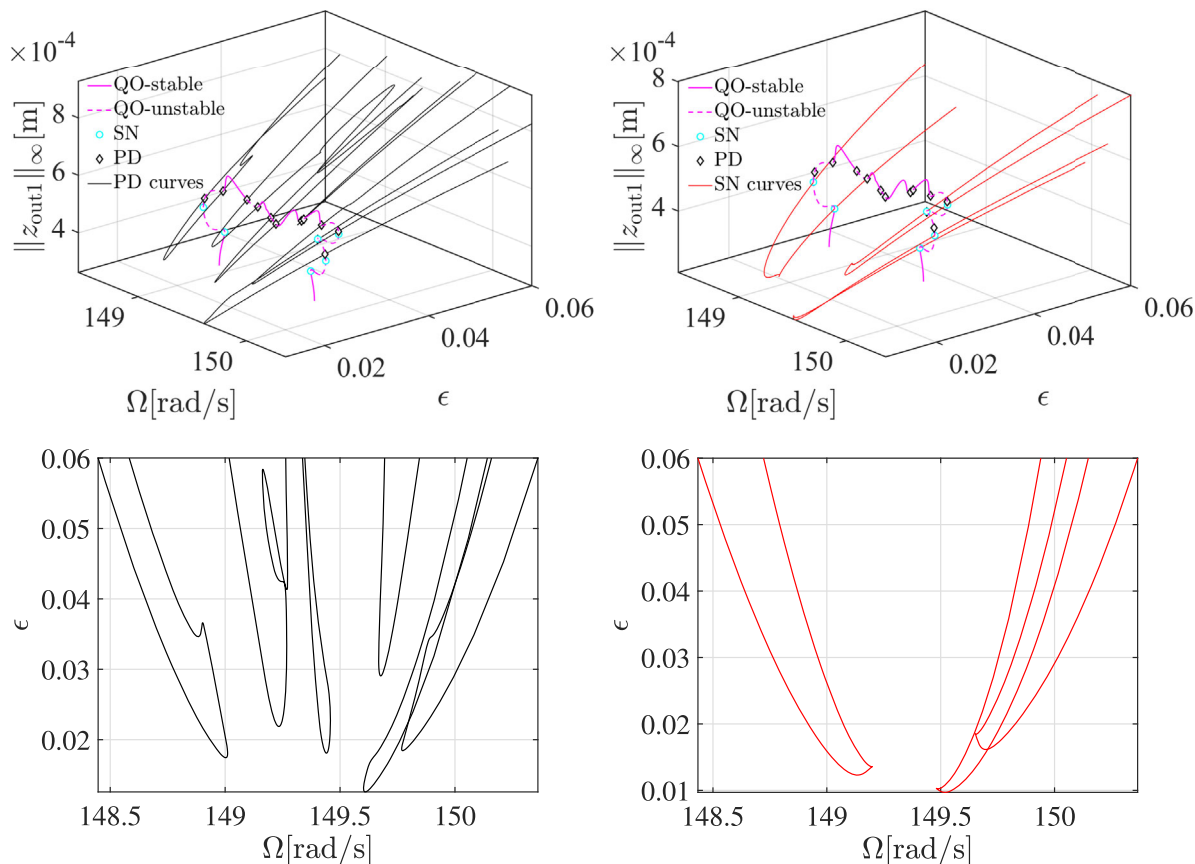 ×10⁻⁴
||z_out1||∞[m]
8
6
4
QO-stable
QO-unstable
SN
PD
PD curves
149
150
0.02
0.04
0.06
Ω[rad/s]
ϵ
×10⁻⁴
||z_out1||∞[m]
8
6
4
QO-stable
QO-unstable
SN
PD
SN curves
149
150
0.02
0.04
0.06
Ω[rad/s]
ϵ
0.06
0.05
0.04
0.03
0.02
ϵ
148.5
149
149.5
150
Ω[rad/s]
0.06
0.05
0.04
0.03
0.02
0.01
ϵ
148.5
149
149.5
150
Ω[rad/s]